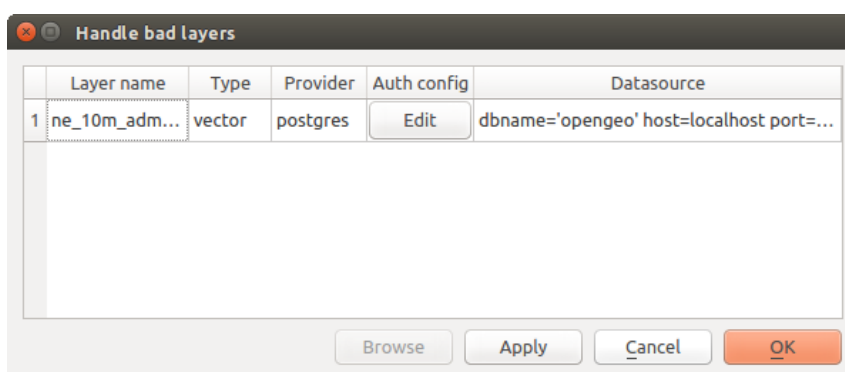 Handle bad layers
Layer name Type Provider Auth config Datasource
1 ne_10m_adm... vector postgres Edit dbname='opengeo' host=localhost port=...
Browse Apply Cancel OK